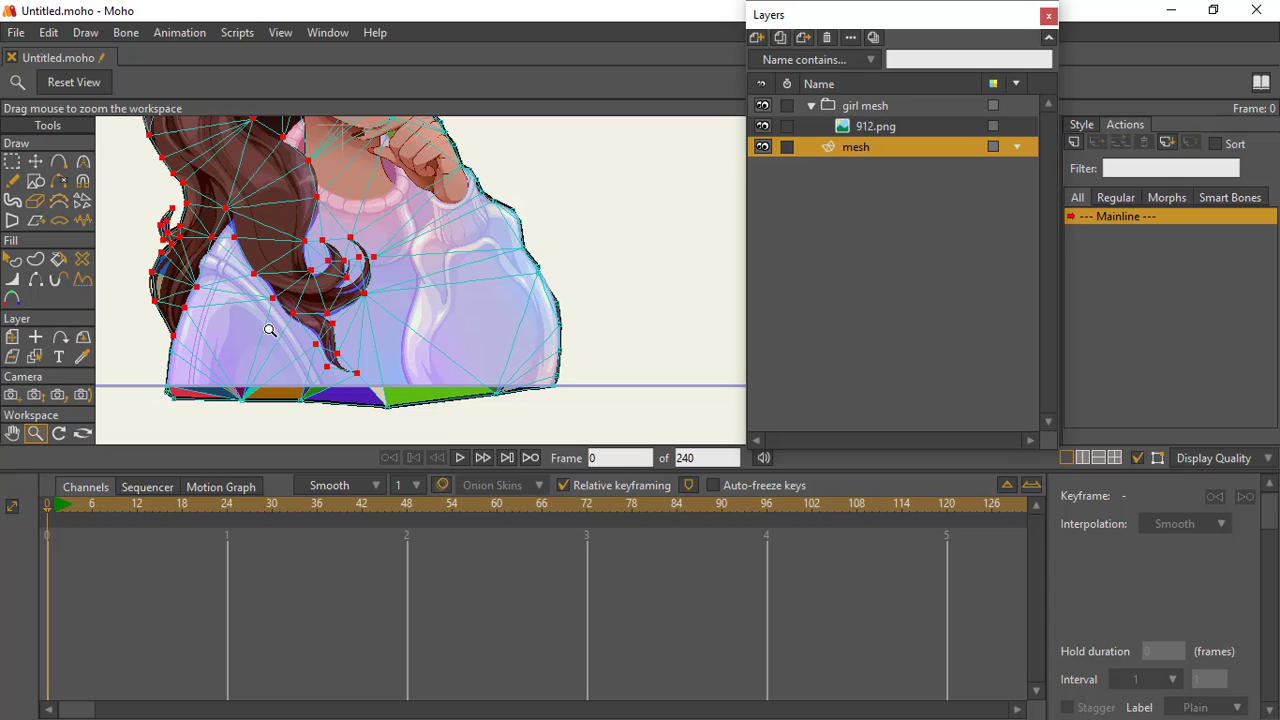 Untitled.moho - Moho
File Edit Draw Bone Animation Scripts View Window Help
Untitled.moho
Reset View
Drag mouse to zoom the workspace
Frame: 0
Tools
Draw
Fill
Layer
Camera
Workspace
Layers
Name contains...
Name
girl mesh
912.png
mesh
Style Actions
Sort
Filter:
All Regular Morphs Smart Bones
--- Mainline ---
Frame 0 of 240
Display Quality
Channels Sequencer Motion Graph Smooth 1 Onion Skins Relative keyframing Auto-freeze keys
0 6 12 18 24 30 36 42 48 54 60 66 72 78 84 90 96 102 108 114 120 126
0 1 2 3 4 5
Keyframe: -
Interpolation: Smooth
Hold duration 0 (frames)
Interval 1 1
Stagger Label Plain